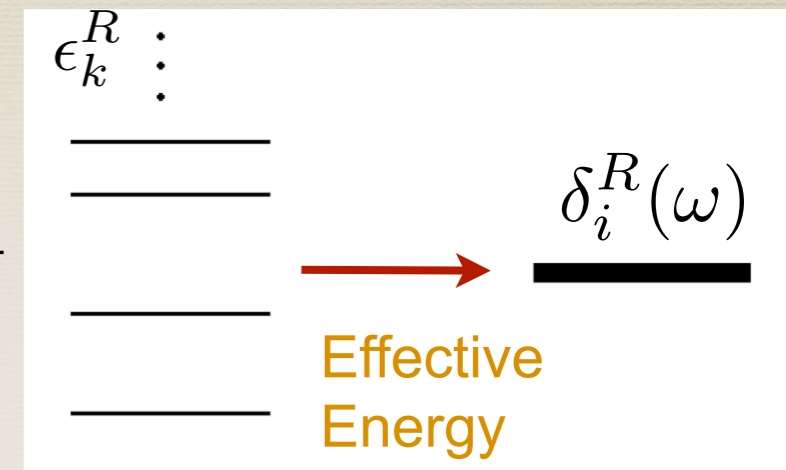 ϵ_k^R
δ_i^R(ω)
Effective
Energy